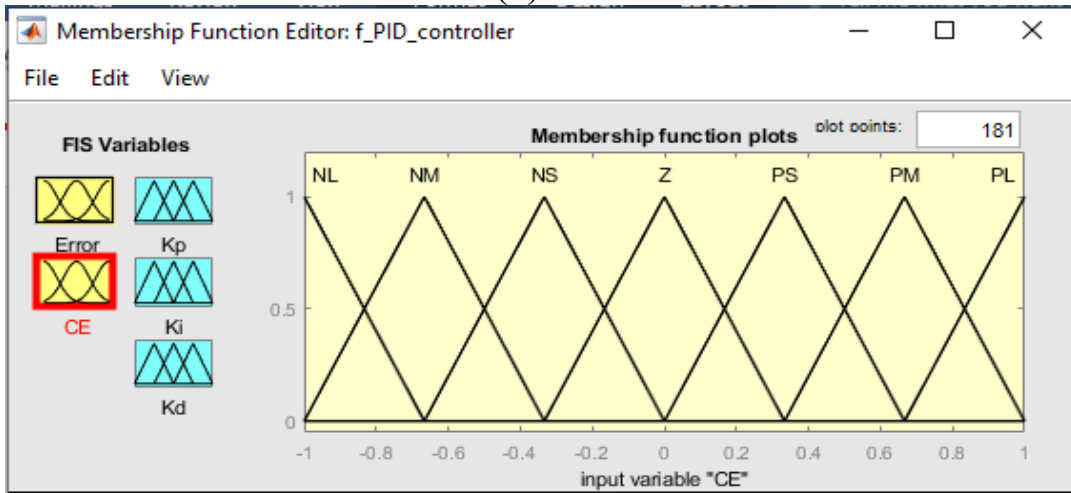 Membership Function Editor: f_PID_controller
File Edit View
FIS Variables
Membership function plots
plot points: 181
NL NM NS Z PS PM PL
Error Kp
CE Ki
Kd
1
0.5
0
-1 -0.8 -0.6 -0.4 -0.2 0 0.2 0.4 0.6 0.8 1
input variable "CE"